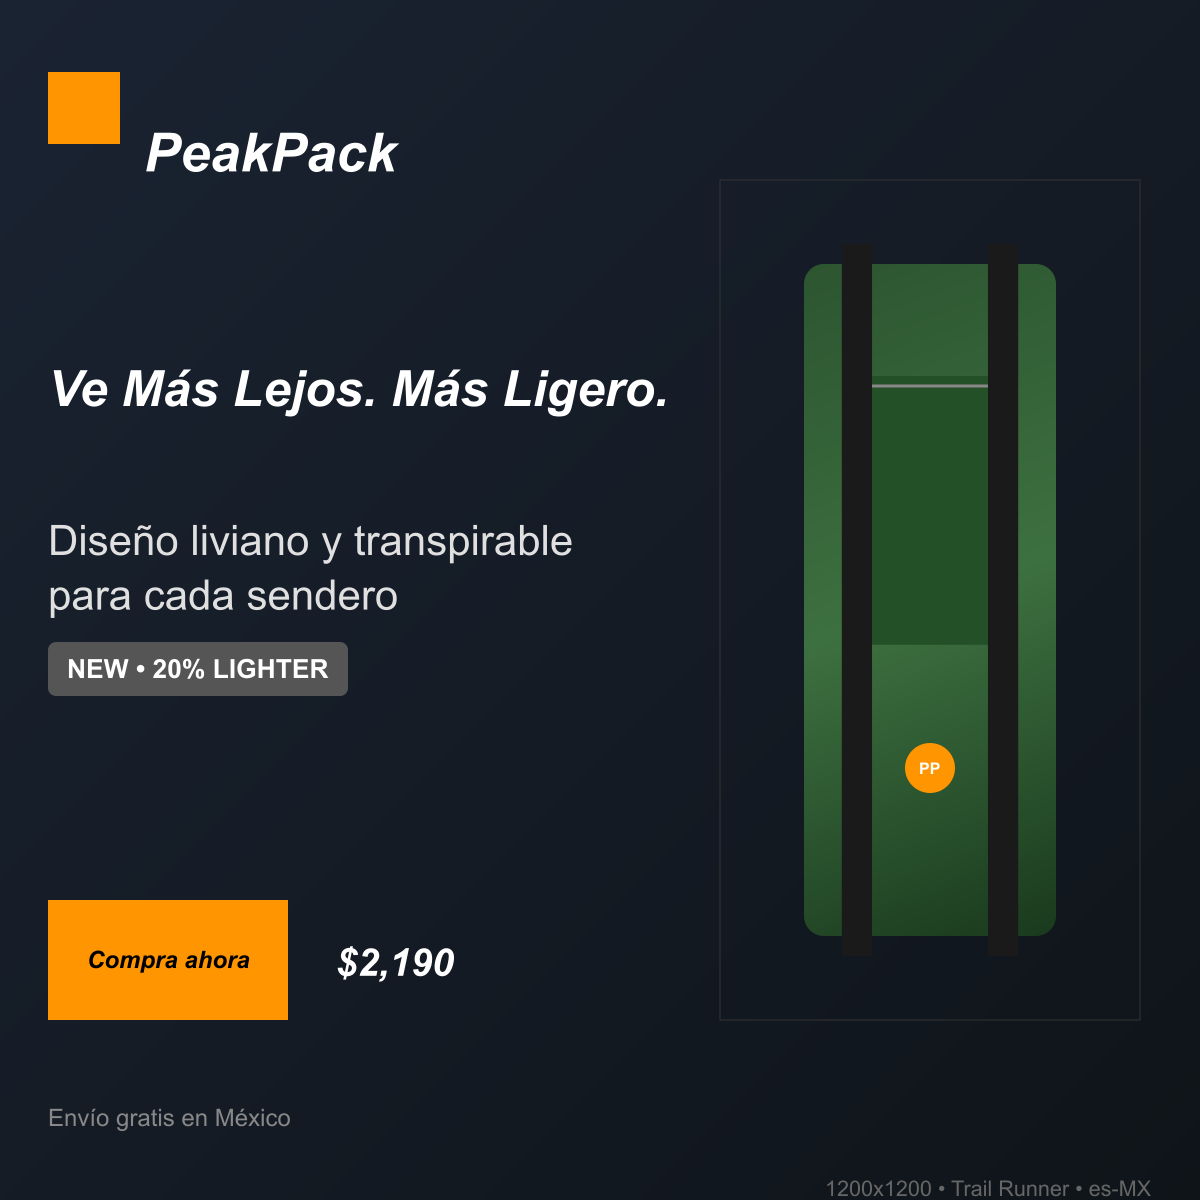 PeakPack
Ve Más Lejos. Más Ligero.
Diseño liviano y transpirable
para cada sendero
NEW • 20% LIGHTER
PP
Compra ahora
$2,190
Envío gratis en México
1200x1200 • Trail Runner • es-MX